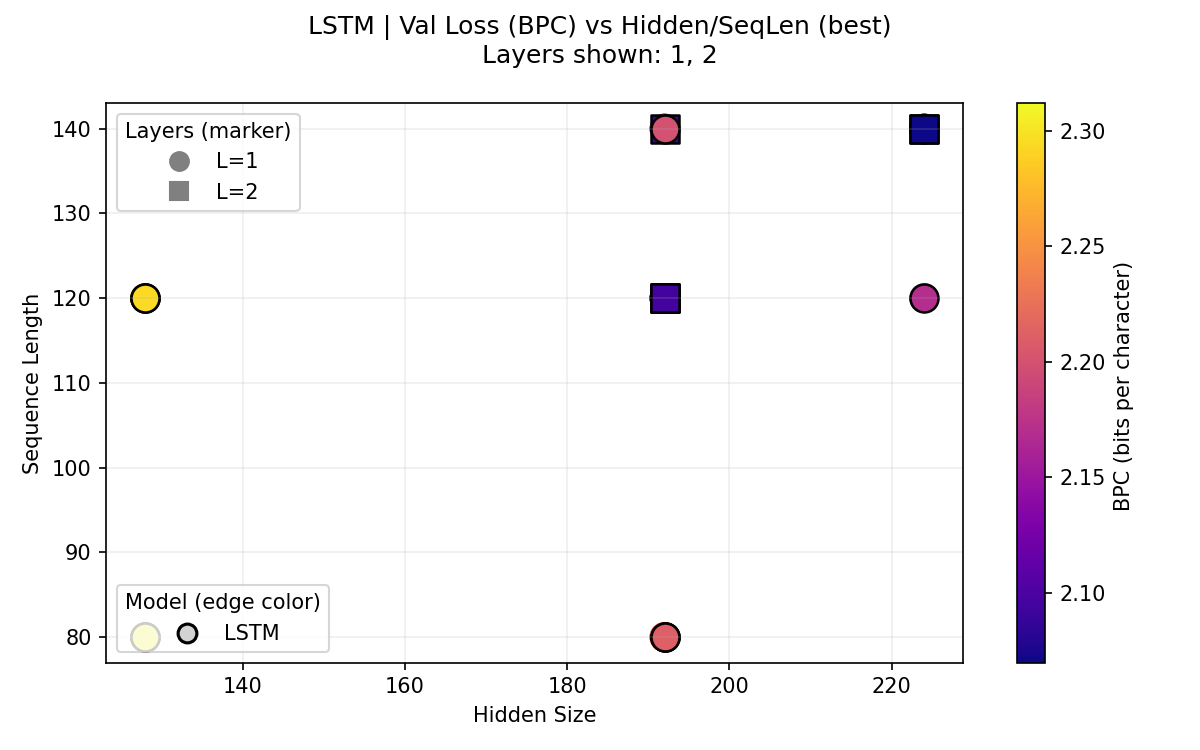 LSTM | Val Loss (BPC) vs Hidden/SeqLen (best)
Layers shown: 1, 2
Layers (marker)
L=1
L=2
Model (edge color)
LSTM
140
130
120
110
100
90
80
Sequence Length
140
160
180
200
220
Hidden Size
2.30
2.25
2.20
2.15
2.10
BPC (bits per character)